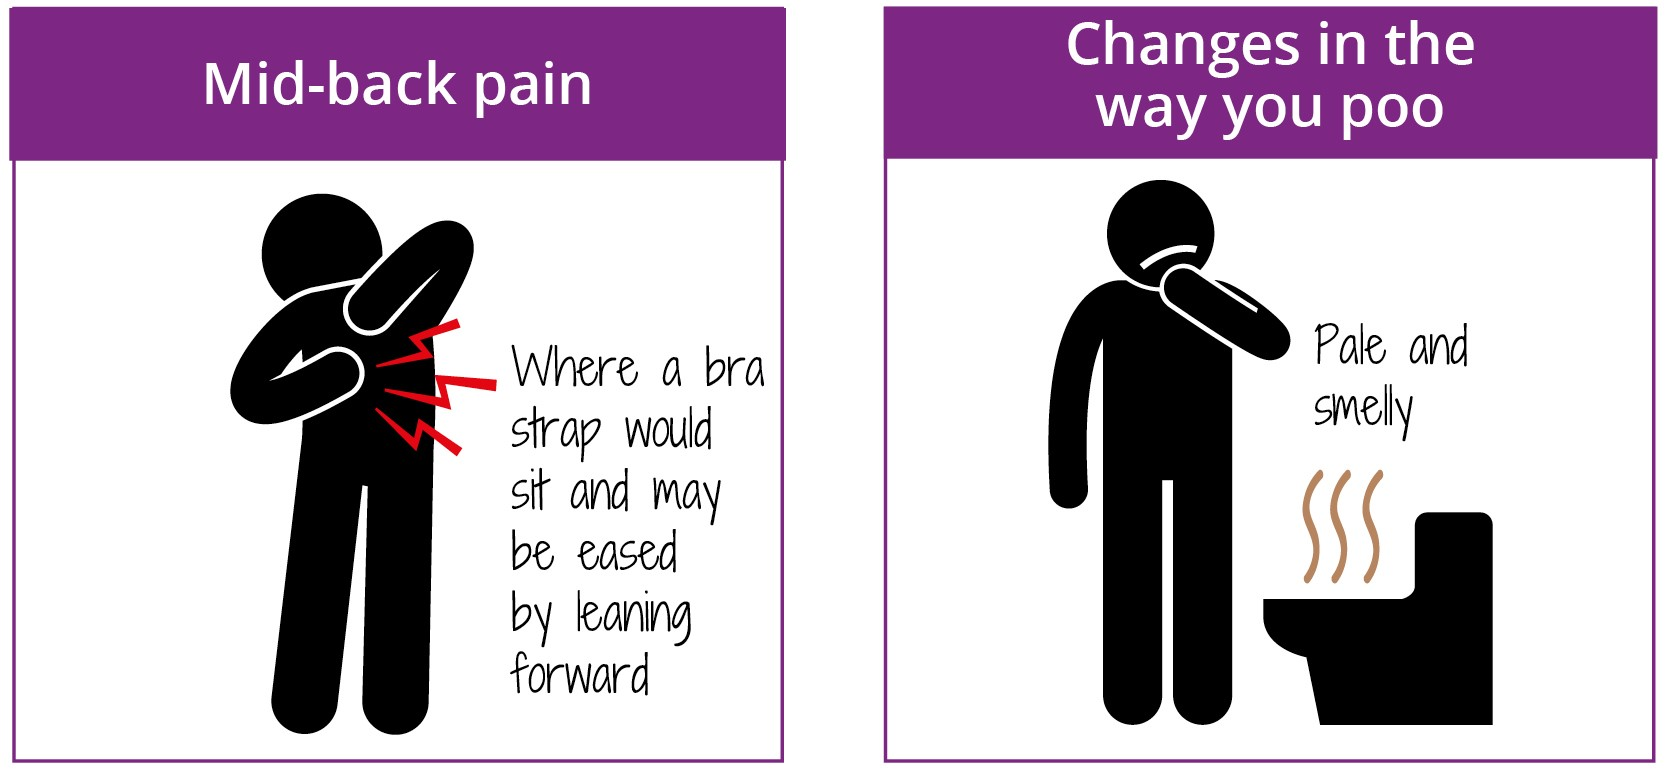 Mid-back pain
Where a bra
strap would
sit and may
be eased
by leaning
forward
Changes in the
way you poo
Pale and
smelly